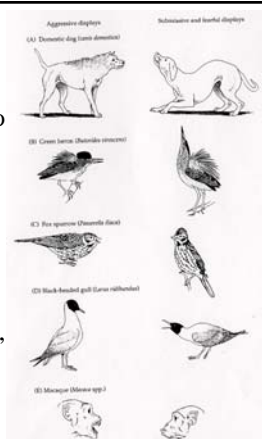 Aggressive displays Submissive and fearful displays
(A) Domestic dog (canis domestica)
(B) Green heron (Butorides virescens)
(C) Fox sparrow (Passerella iliaca)
(D) Black-headed gull (Larus ridibundus)
(E) Macaque (Macaca spp.)